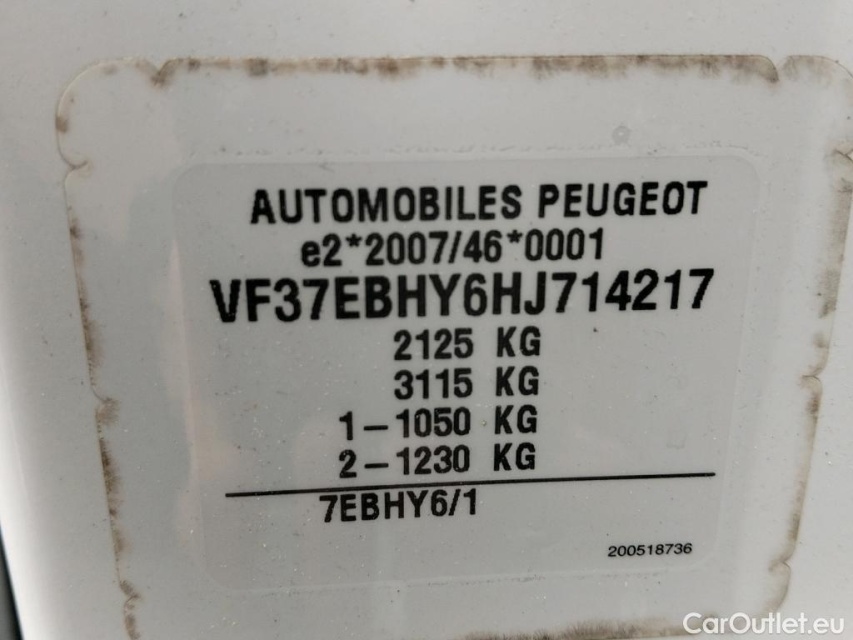 AUTOMOBILES PEUGEOT
e2*2007/46*0001
VF37EBHY6HJ714217
2125 KG
3115 KG
1-1050 KG
2-1230 KG
7EBHY6/1
200518736
CarOutlet.eu